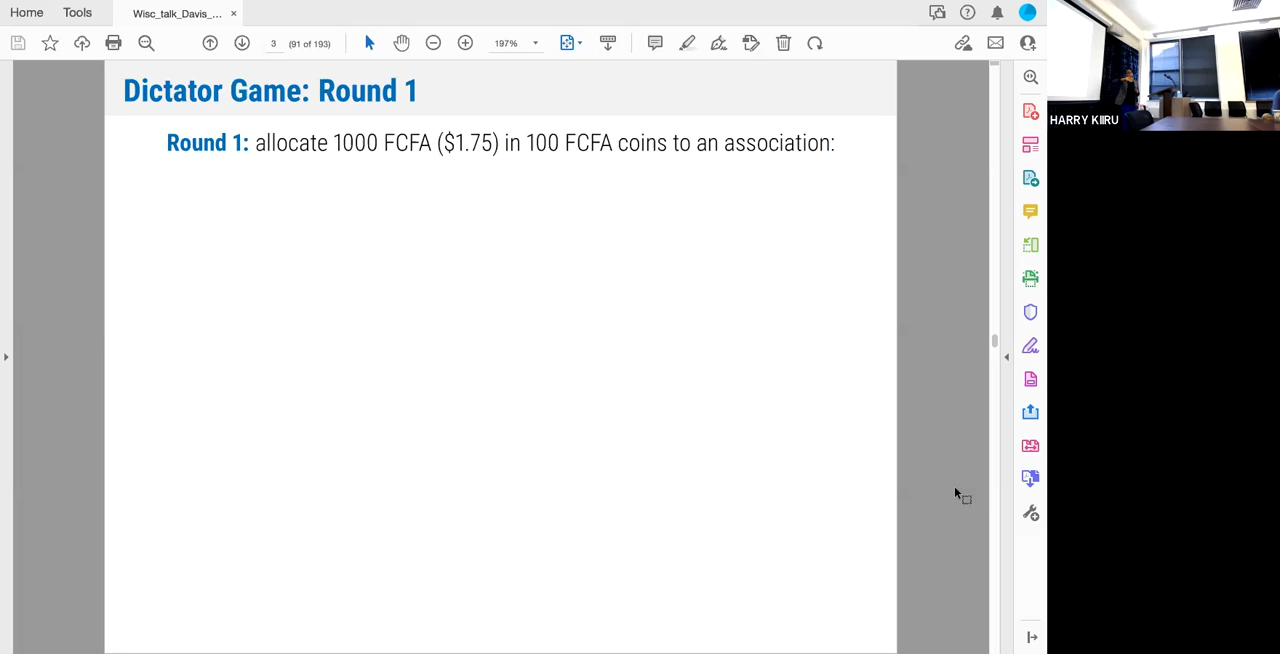 Home
Tools
Wisc_talk_Davis_...
3
(91 of 193)
197%
Dictator Game: Round 1
Round 1: allocate 1000 FCFA ($1.75) in 100 FCFA coins to an association:
HARRY KIIRU